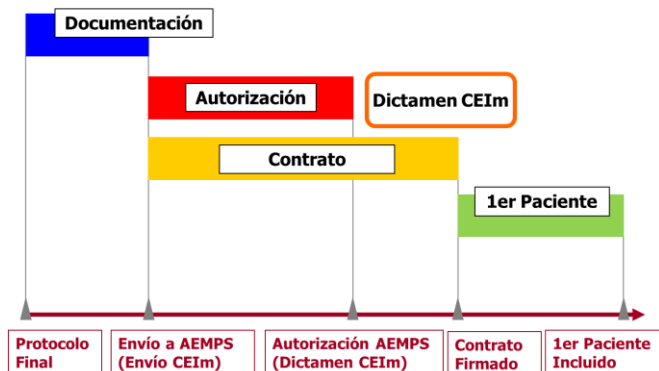 Documentación
Autorización
Dictamen CEIm
Contrato
1er Paciente
Protocolo
Final
Envío a AEMPS
(Envío CEIm)
Autorización AEMPS
(Dictamen CEIm)
Contrato
Firmado
1er Paciente
Incluido